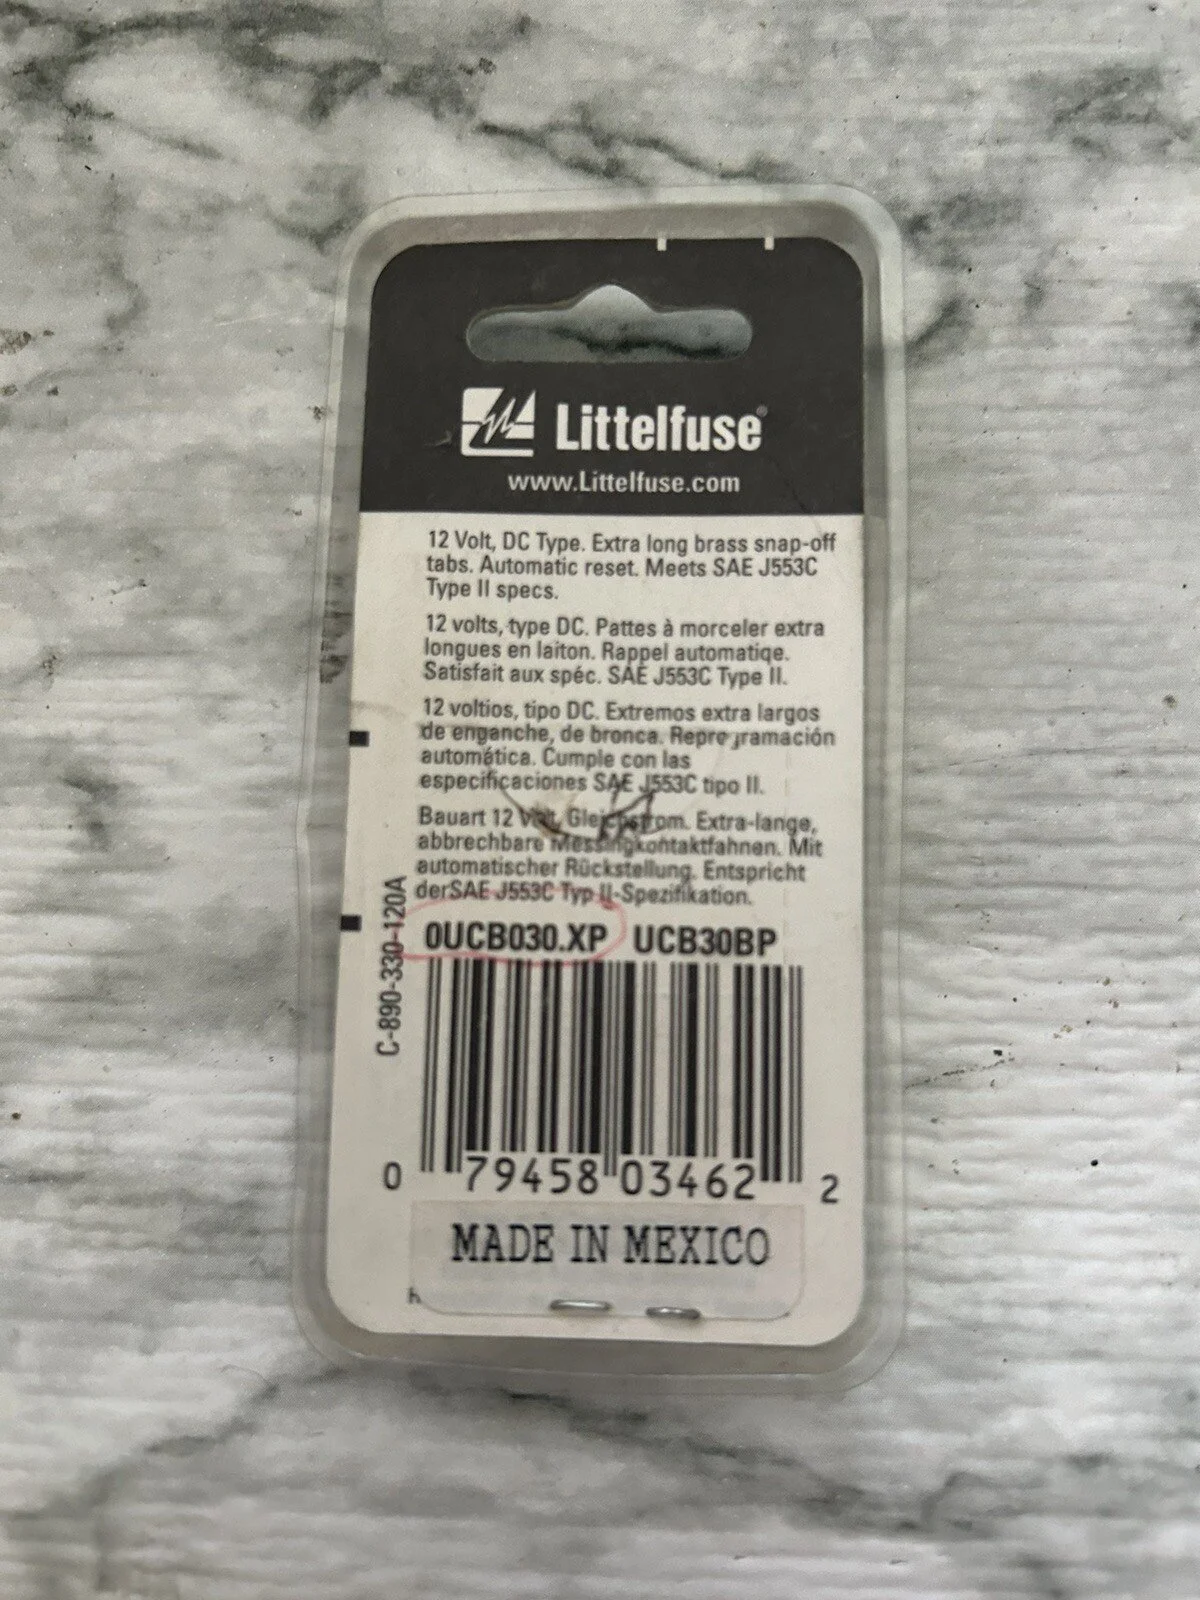 Littelfuse®
www.Littelfuse.com
12 Volt, DC Type. Extra long brass snap-off
tabs. Automatic reset. Meets SAE J553C
Type II specs.
12 volts, type DC. Pattes à morceler extra
longues en laiton. Rappel automatiqe.
Satisfait aux spéc. SAE J553C Type II.
12 voltios, tipo DC. Extremos extra largos
de enganche, de bronca. Reprogramación
automática. Cumple con las
especificaciones SAE J553C tipo II.
Bauart 12 Volt, Gleichstrom. Extra-lange,
abbrechbare Messingkontaktfahnen. Mit
automatischer Rückstellung. Entspricht
derSAE J553C Typ II-Spezifikation.
0UCB030.XP UCB30BP
C-890-330-120A
0 79458 03462 2
MADE IN MEXICO